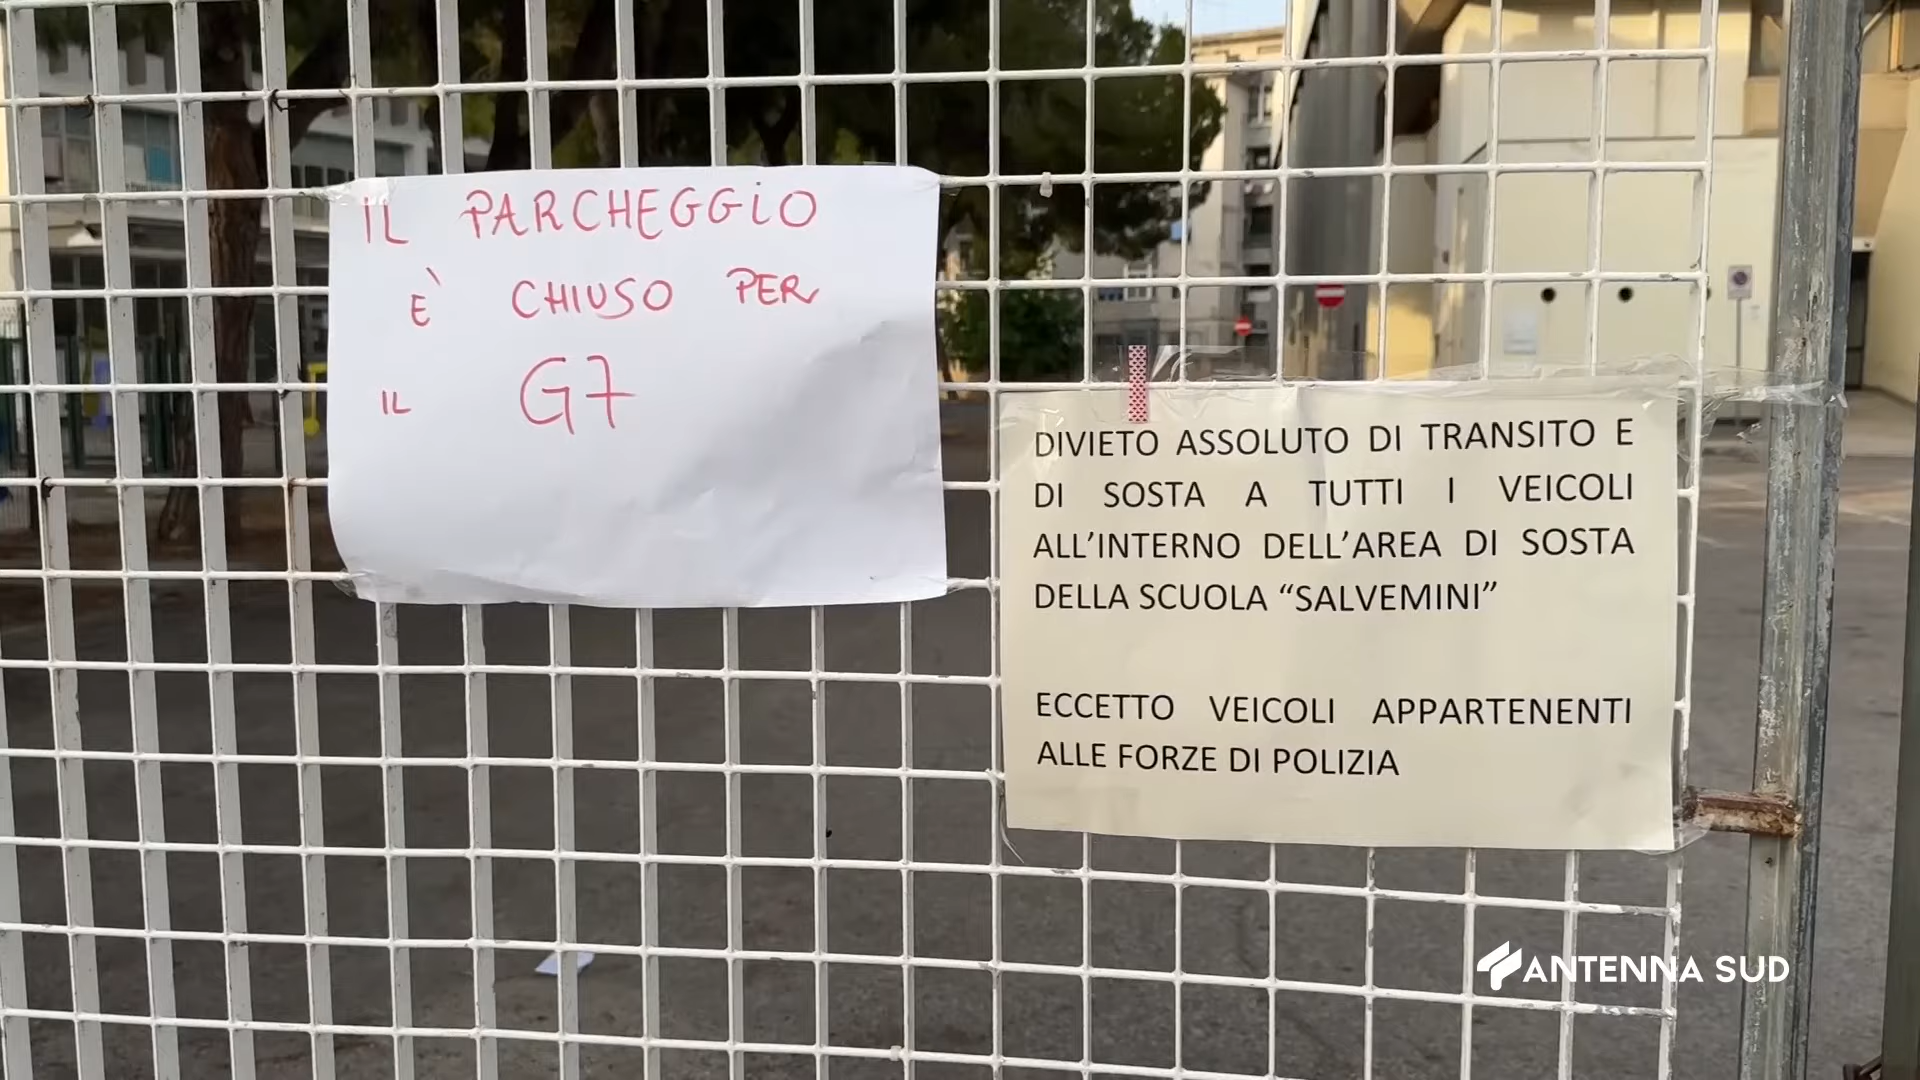 IL PARCHEGGIO
È CHIUSO PER
IL G7
DIVIETO ASSOLUTO DI TRANSITO E
DI SOSTA A TUTTI I VEICOLI
ALL'INTERNO DELL'AREA DI SOSTA
DELLA SCUOLA “SALVEMINI”
ECCETTO VEICOLI APPARTENENTI
ALLE FORZE DI POLIZIA
ANTENNA SUD